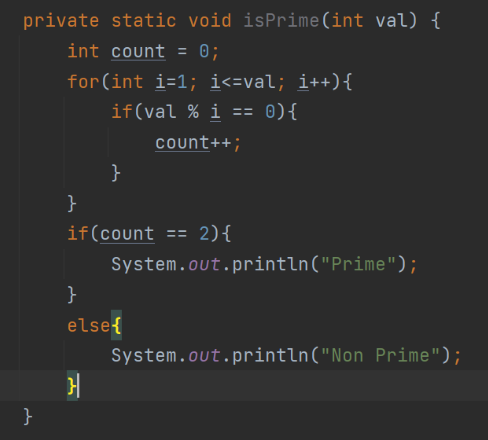 private static void isPrime(int val) {
    int count = 0;
    for(int i=1; i<=val; i++){
        if(val % i == 0){
            count++;
        }
    }
    if(count == 2){
        System.out.println("Prime");
    }
    else{
        System.out.println("Non Prime");
    }
}